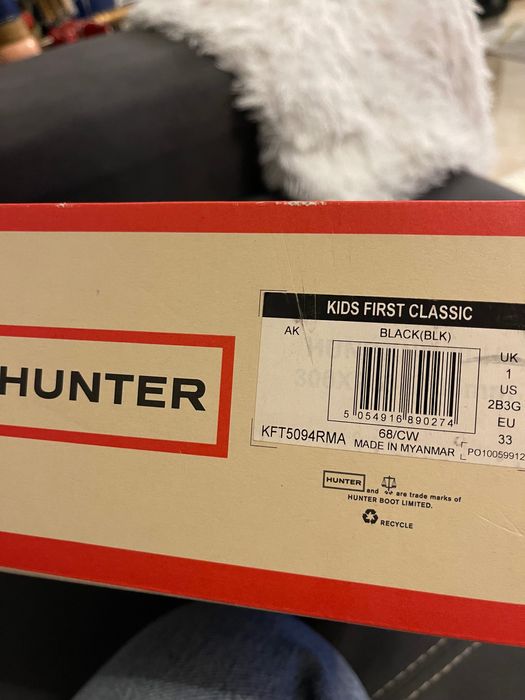 HUNTER
KIDS FIRST CLASSIC
AK
BLACK(BLK)
5 054916 890274
KFT5094RMA
68/CW
MADE IN MYANMAR
PO10059912
UK
1
US
2B3G
EU
33
HUNTER and are trade marks of
HUNTER BOOT LIMITED.
RECYCLE